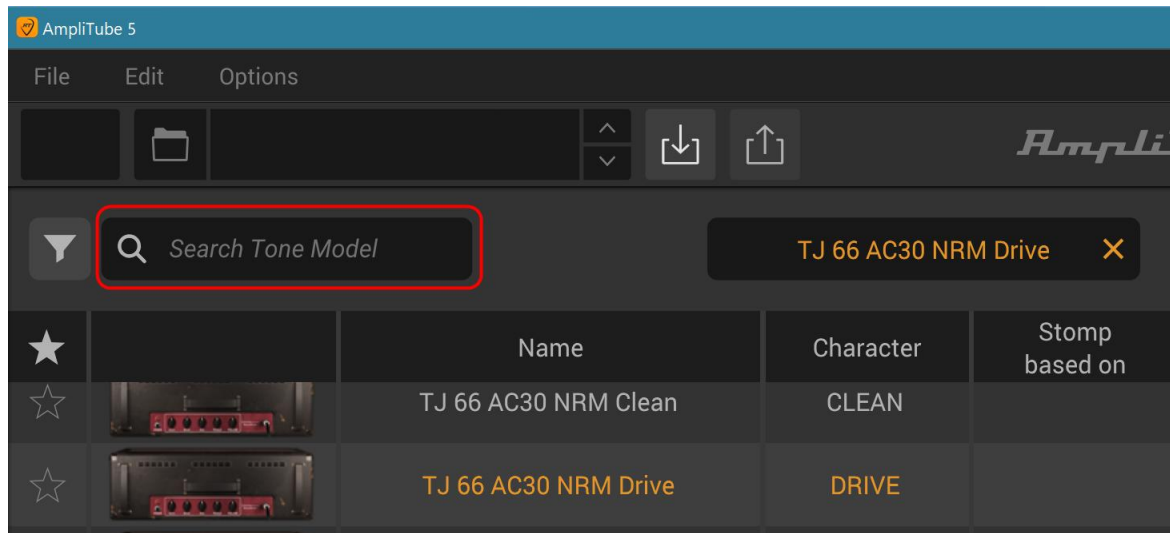 AmpliTube 5
File Edit Options
Ampli
Search Tone Model
TJ 66 AC30 NRM Drive
Name Character Stomp based on
TJ 66 AC30 NRM Clean CLEAN
TJ 66 AC30 NRM Drive DRIVE